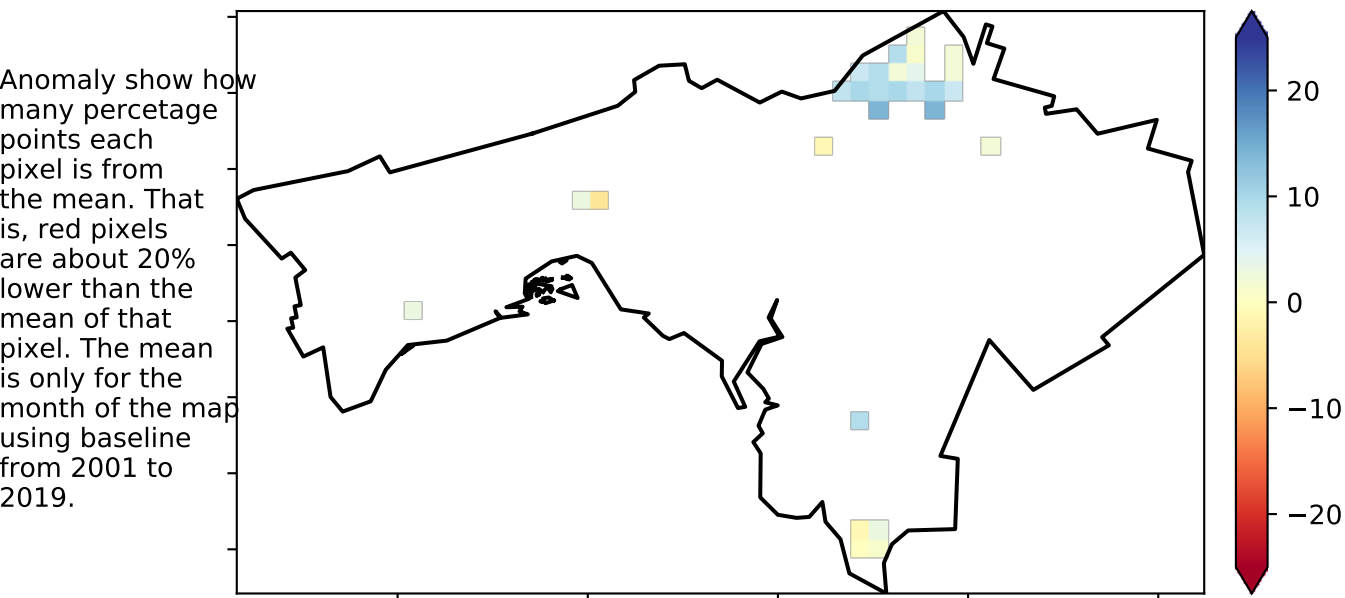 Anomaly show how
many percetage
points each
pixel is from
the mean. That
is, red pixels
are about 20%
lower than the
mean of that
pixel. The mean
is only for the
month of the map
using baseline
from 2001 to
2019.
20
10
0
−10
−20